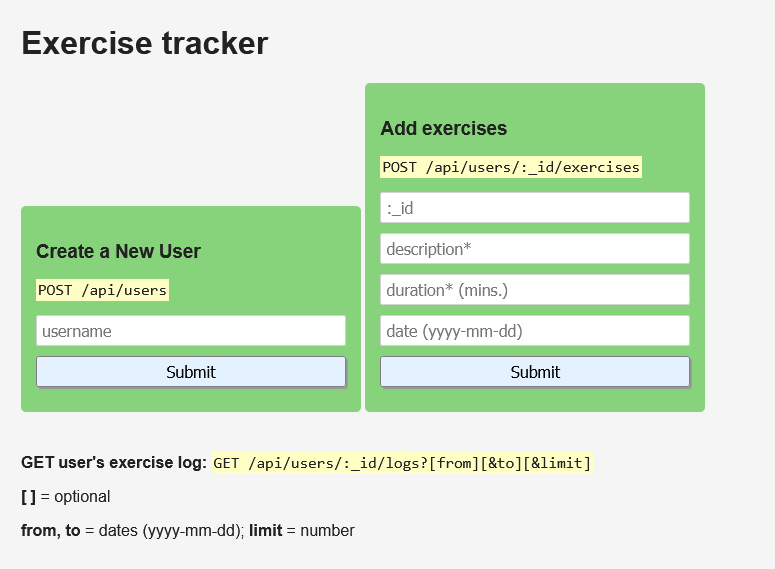 Exercise tracker
Create a New User
POST /api/users
username
Submit
Add exercises
POST /api/users/:_id/exercises
:_id
description*
duration* (mins.)
date (yyyy-mm-dd)
Submit
GET user's exercise log: GET /api/users/:_id/logs?[from][&to][&limit]
[ ] = optional
from, to = dates (yyyy-mm-dd); limit = number